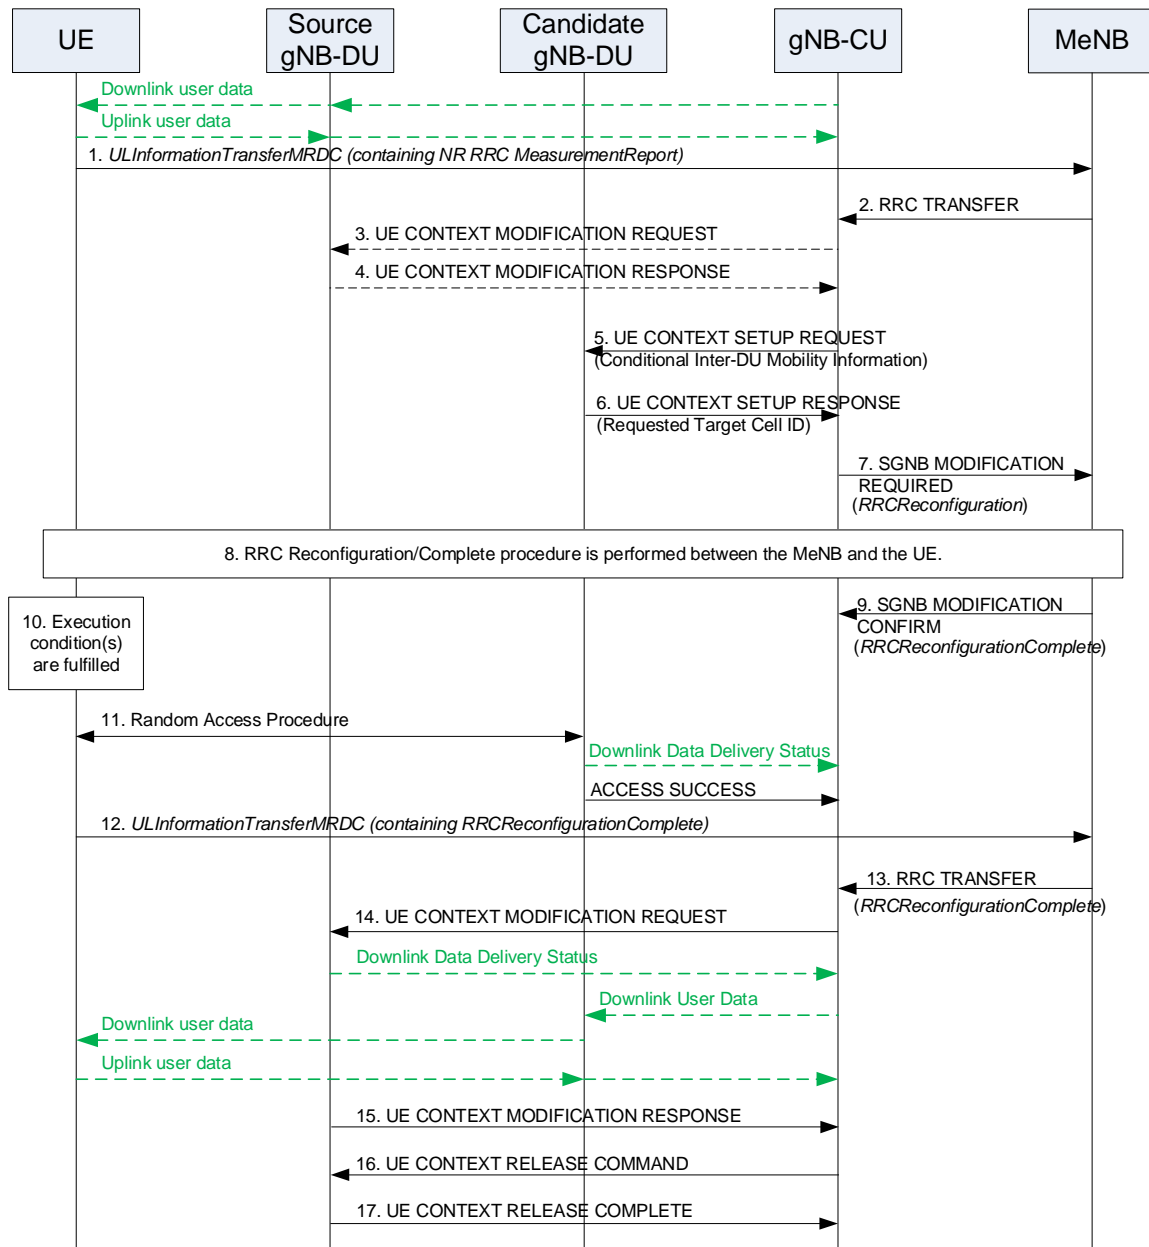 UE
Source
gNB-DU
Candidate
gNB-DU
gNB-CU
MeNB
Downlink user data
Uplink user data
1. ULInformationTransferMRDC (containing NR RRC MeasurementReport)
2. RRC TRANSFER
3. UE CONTEXT MODIFICATION REQUEST
4. UE CONTEXT MODIFICATION RESPONSE
5. UE CONTEXT SETUP REQUEST
(Conditional Inter-DU Mobility Information)
6. UE CONTEXT SETUP RESPONSE
(Requested Target Cell ID)
7. SGNB MODIFICATION
REQUIRED
(RRCReconfiguration)
8. RRC Reconfiguration/Complete procedure is performed between the MeNB and the UE.
9. SGNB MODIFICATION
CONFIRM
(RRCReconfigurationComplete)
10. Execution
condition(s)
are fulfilled
11. Random Access Procedure
Downlink Data Delivery Status
ACCESS SUCCESS
12. ULInformationTransferMRDC (containing RRCReconfigurationComplete)
13. RRC TRANSFER
(RRCReconfigurationComplete)
14. UE CONTEXT MODIFICATION REQUEST
Downlink Data Delivery Status
Downlink User Data
Downlink user data
Uplink user data
15. UE CONTEXT MODIFICATION RESPONSE
16. UE CONTEXT RELEASE COMMAND
17. UE CONTEXT RELEASE COMPLETE